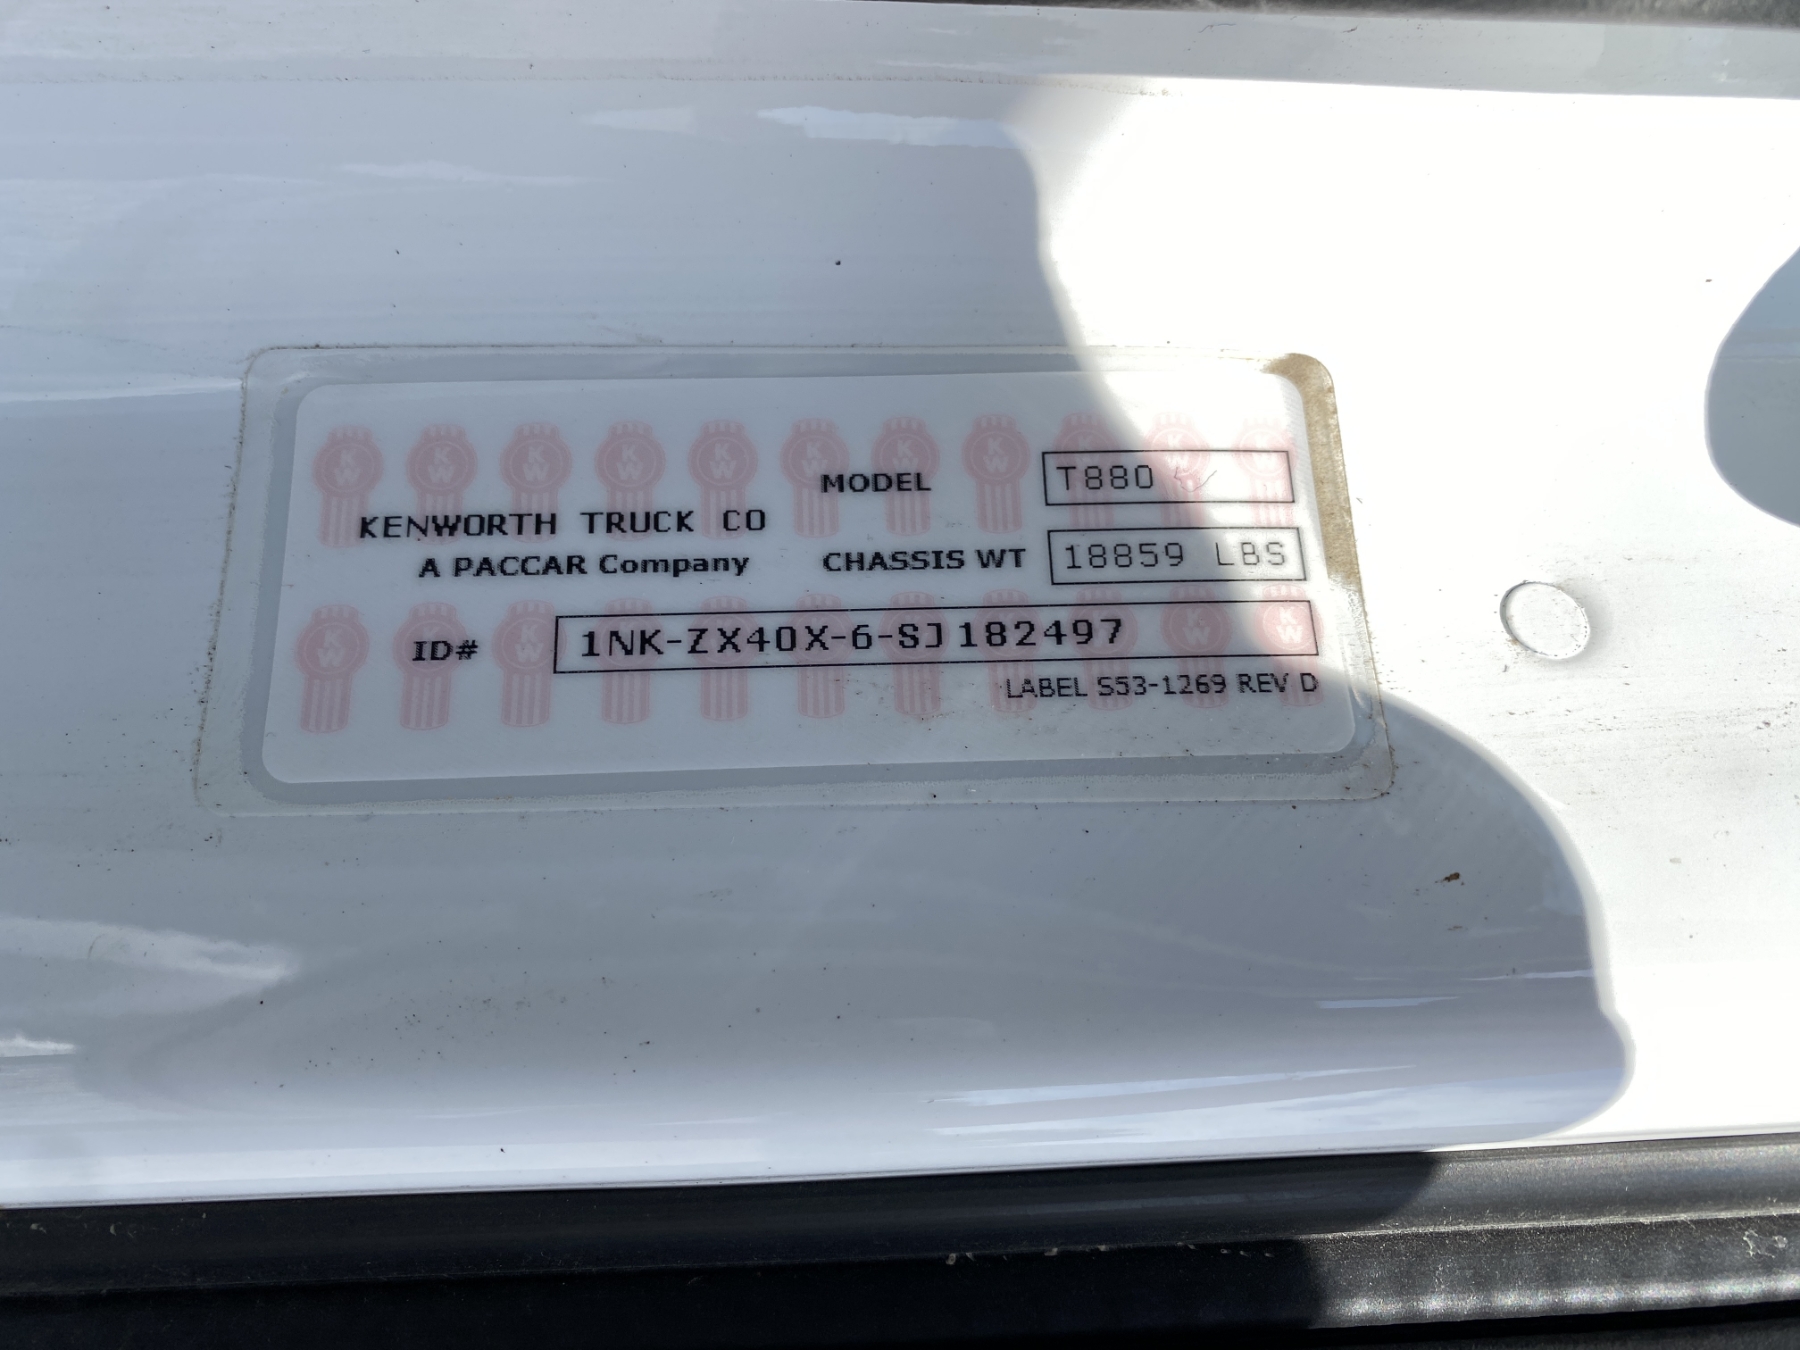 MODEL T880
KENWORTH TRUCK CO
A PACCAR Company
CHASSIS WT 18859 LBS
ID# 1NK-ZX40X-6-SJ182497
LABEL S53-1269 REV D